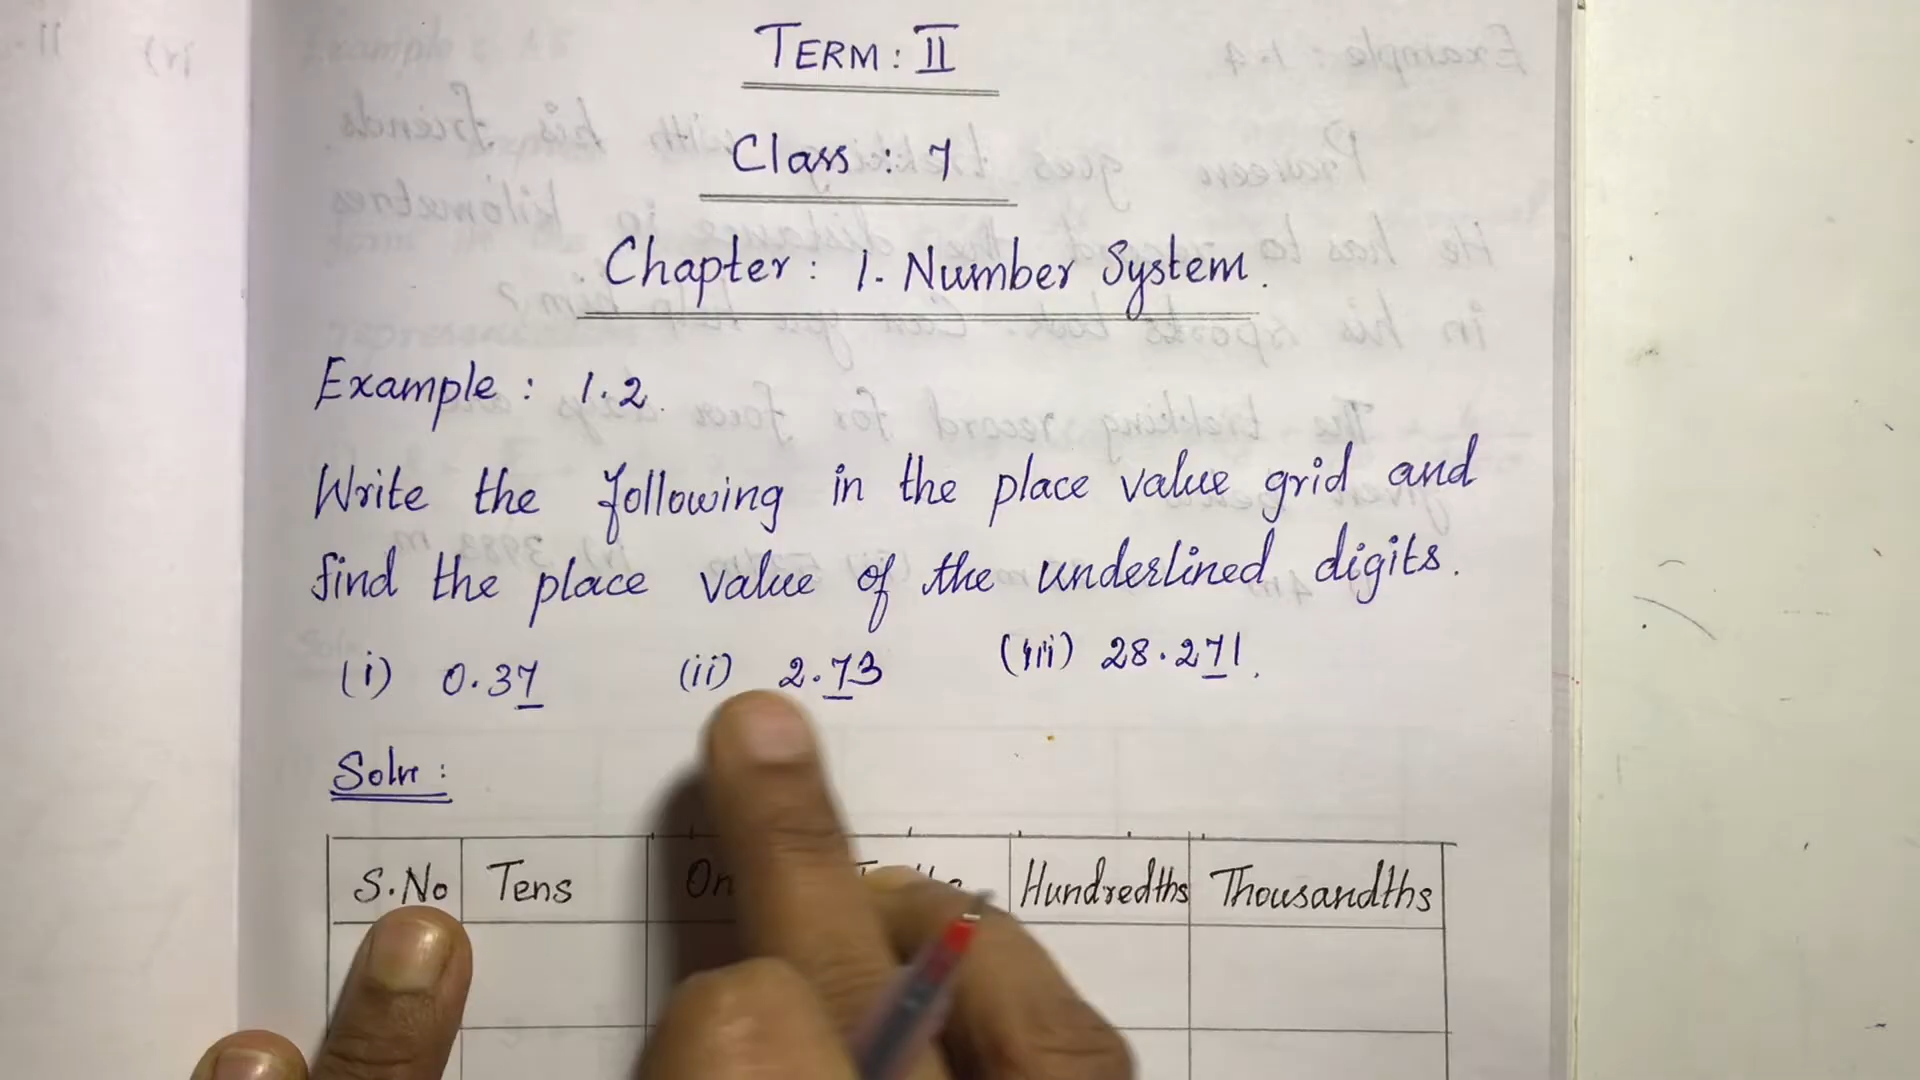 TERM : II
Class : 7
Chapter : 1. Number System.
Example : 1.2.
Write the following in the place value grid and
find the place value of the underlined digits.
(i) 0.37 (ii) 2.73 (iii) 28.271.
Soln :
S.No Tens Hundredths Thousandths